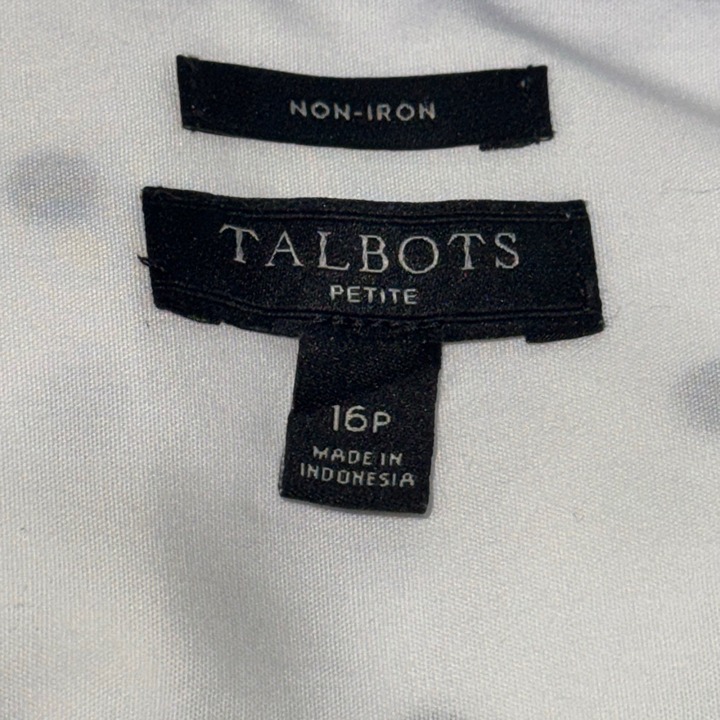 NON-IRON
TALBOTS
PETITE
16P
MADE IN
INDONESIA